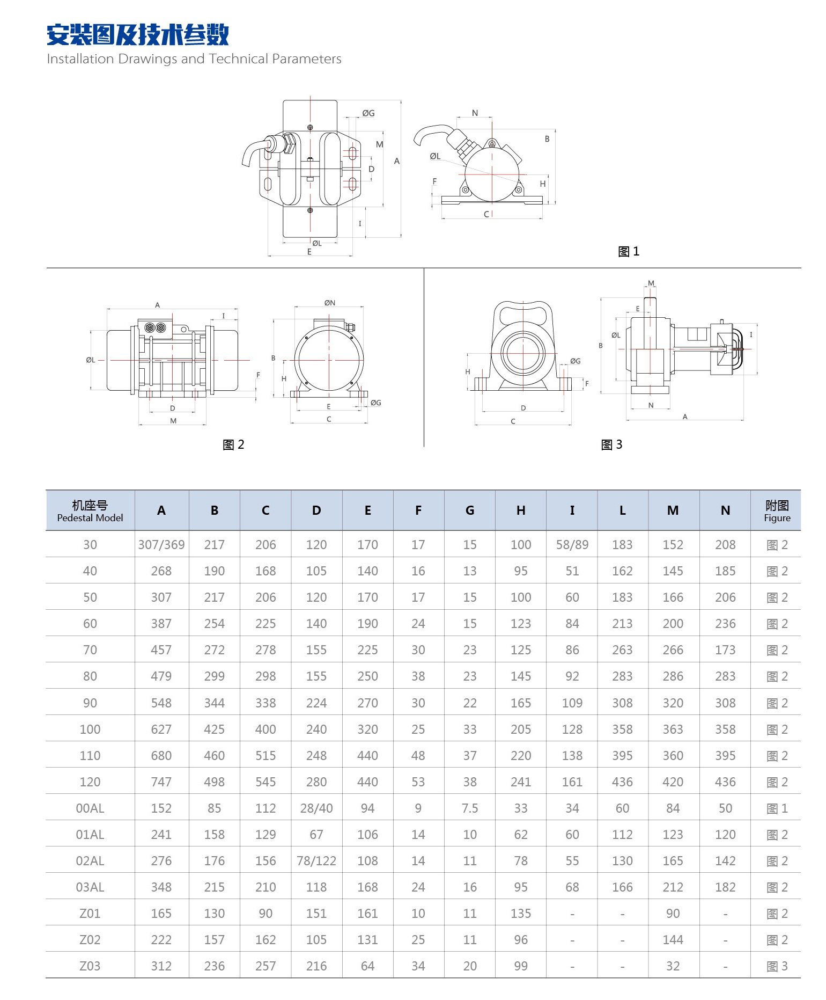 安装图及技术参数
Installation Drawings and Technical Parameters
ØG
M
A
D
I
ØL
E
N
B
ØL
F
H
C
图 1
A
I
ØL
F
D
M
ØN
B
H
E
ØG
C
图 2
H
ØG
F
D
C
M
E
ØL
B
I
N
A
图 3
机座号 A B C D E F G H I L M N 附图
Pedestal Model Figure
30 307/369 217 206 120 170 17 15 100 58/89 183 152 208 图 2
40 268 190 168 105 140 16 13 95 51 162 145 185 图 2
50 307 217 206 120 170 17 15 100 60 183 166 206 图 2
60 387 254 225 140 190 24 15 123 84 213 200 236 图 2
70 457 272 278 155 225 30 23 125 86 263 266 173 图 2
80 479 299 298 155 250 38 23 145 92 283 286 283 图 2
90 548 344 338 224 270 30 22 165 109 308 320 308 图 2
100 627 425 400 240 320 25 33 205 128 358 363 358 图 2
110 680 460 515 248 440 48 37 220 138 395 360 395 图 2
120 747 498 545 280 440 53 38 241 161 436 420 436 图 2
00AL 152 85 112 28/40 94 9 7.5 33 34 60 84 50 图 1
01AL 241 158 129 67 106 14 10 62 60 112 123 120 图 2
02AL 276 176 156 78/122 108 14 11 78 55 130 165 142 图 2
03AL 348 215 210 118 168 24 16 95 68 166 212 182 图 2
Z01 165 130 90 151 161 10 11 135 - - 90 - 图 2
Z02 222 157 162 105 131 25 11 96 - - 144 - 图 2
Z03 312 236 257 216 64 34 20 99 - - 32 - 图 3